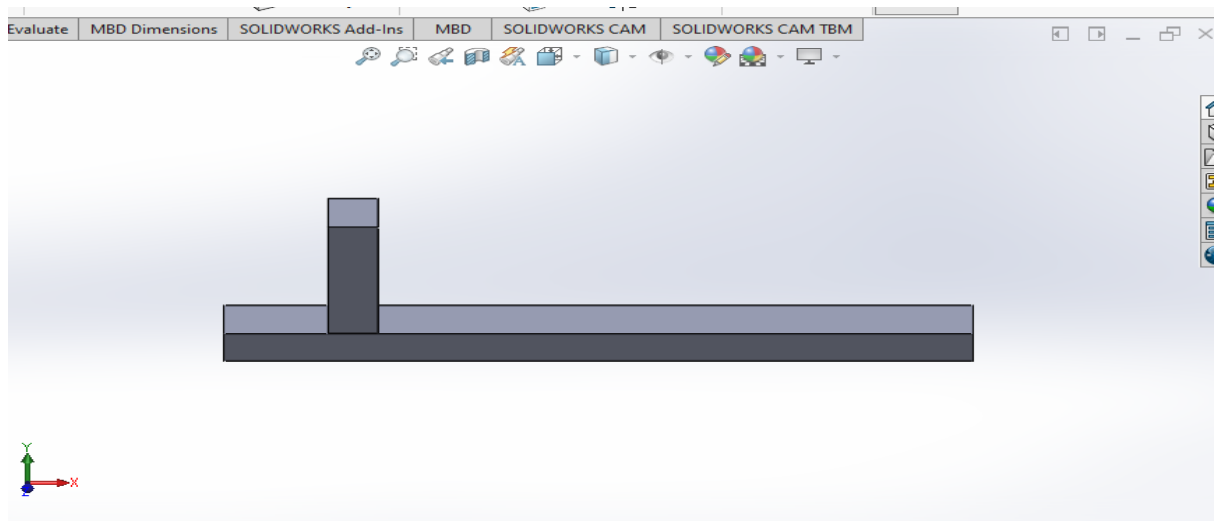 Evaluate MBD Dimensions SOLIDWORKS Add-Ins MBD SOLIDWORKS CAM SOLIDWORKS CAM TBM
Y
X
Z